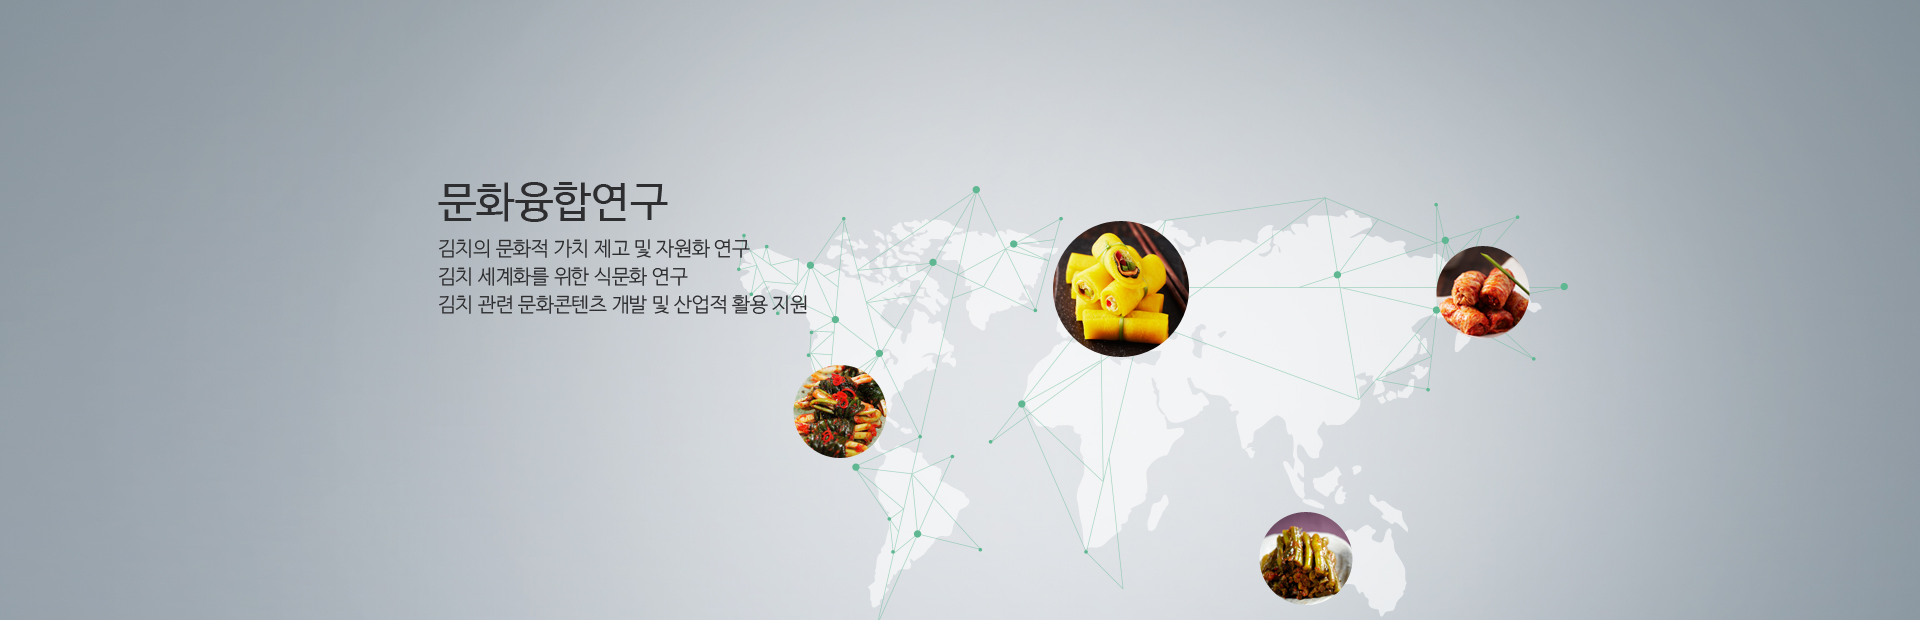 문화융합연구
김치의 문화적 가치 제고 및 자원화 연구
김치 세계화를 위한 식문화 연구
김치 관련 문화콘텐츠 개발 및 산업적 활용 지원